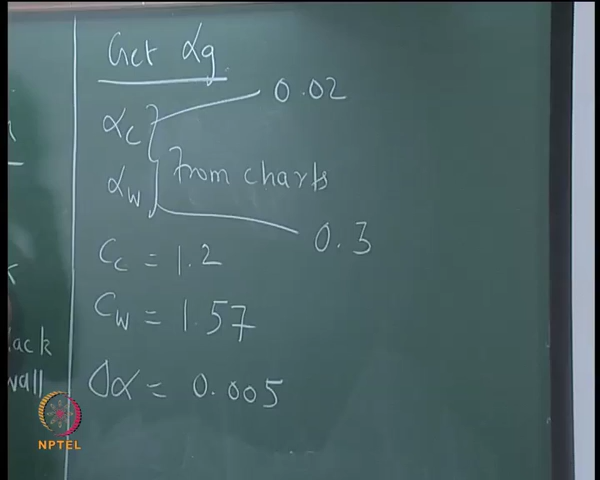 Get αg
αc 0.02
αw From charts 0.3
Cc = 1.2
Cw = 1.57
Δα = 0.005
lack
wall
NPTEL